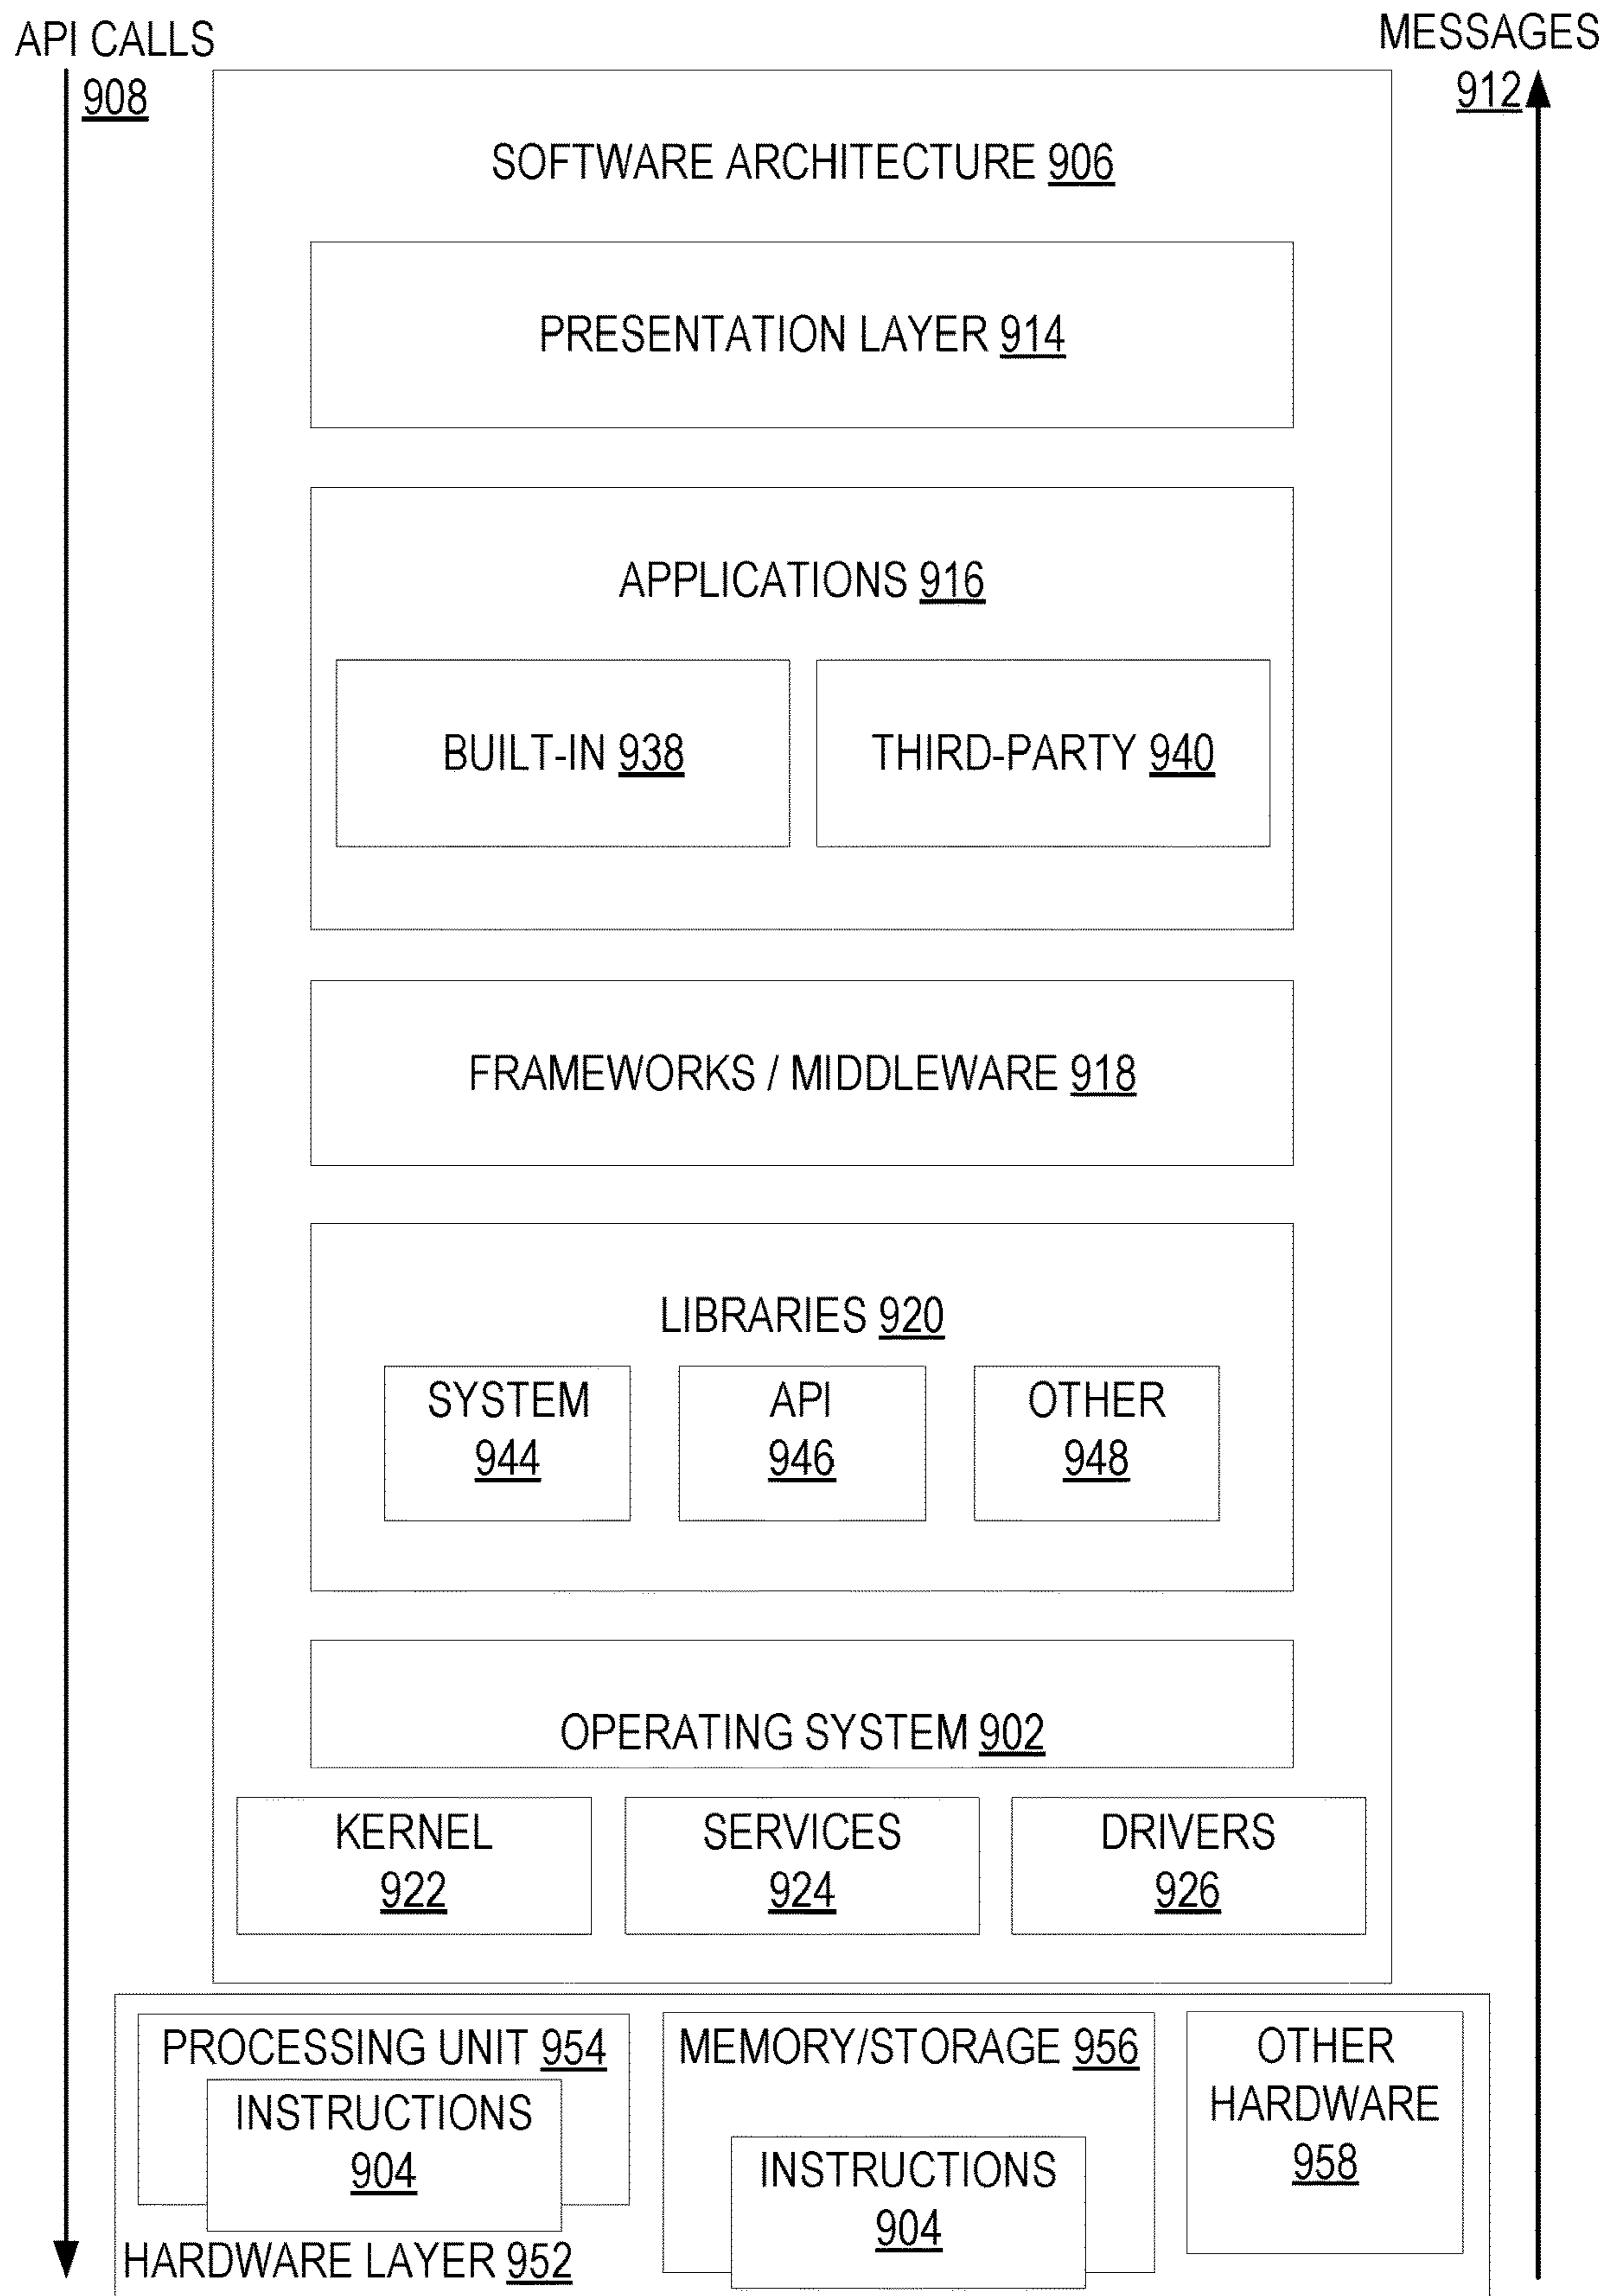 API CALLS
908
MESSAGES
912
SOFTWARE ARCHITECTURE 906
PRESENTATION LAYER 914
APPLICATIONS 916
BUILT-IN 938
THIRD-PARTY 940
FRAMEWORKS / MIDDLEWARE 918
LIBRARIES 920
SYSTEM
944
API
946
OTHER
948
OPERATING SYSTEM 902
KERNEL
922
SERVICES
924
DRIVERS
926
PROCESSING UNIT 954
INSTRUCTIONS
904
MEMORY/STORAGE 956
INSTRUCTIONS
904
OTHER
HARDWARE
958
HARDWARE LAYER 952